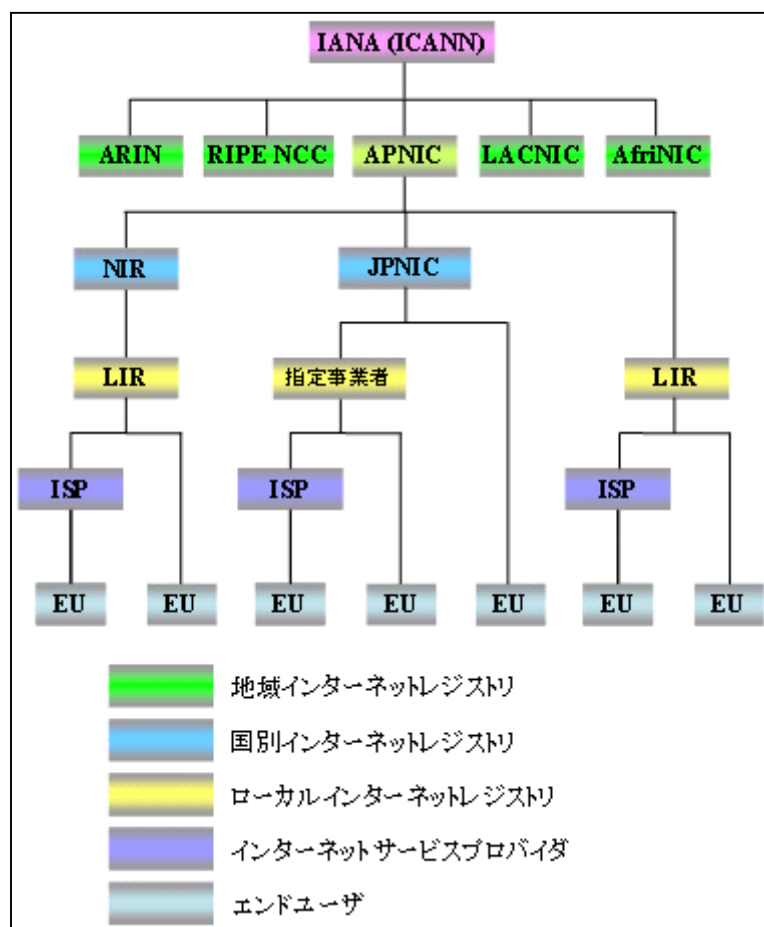 IANA (ICANN)
ARIN RIPE NCC APNIC LACNIC AfriNIC
NIR JPNIC
LIR 指定事業者 LIR
ISP ISP ISP
EU EU EU EU EU EU EU
地域インターネットレジストリ
国別インターネットレジストリ
ローカルインターネットレジストリ
インターネットサービスプロバイダ
エンドユーザ